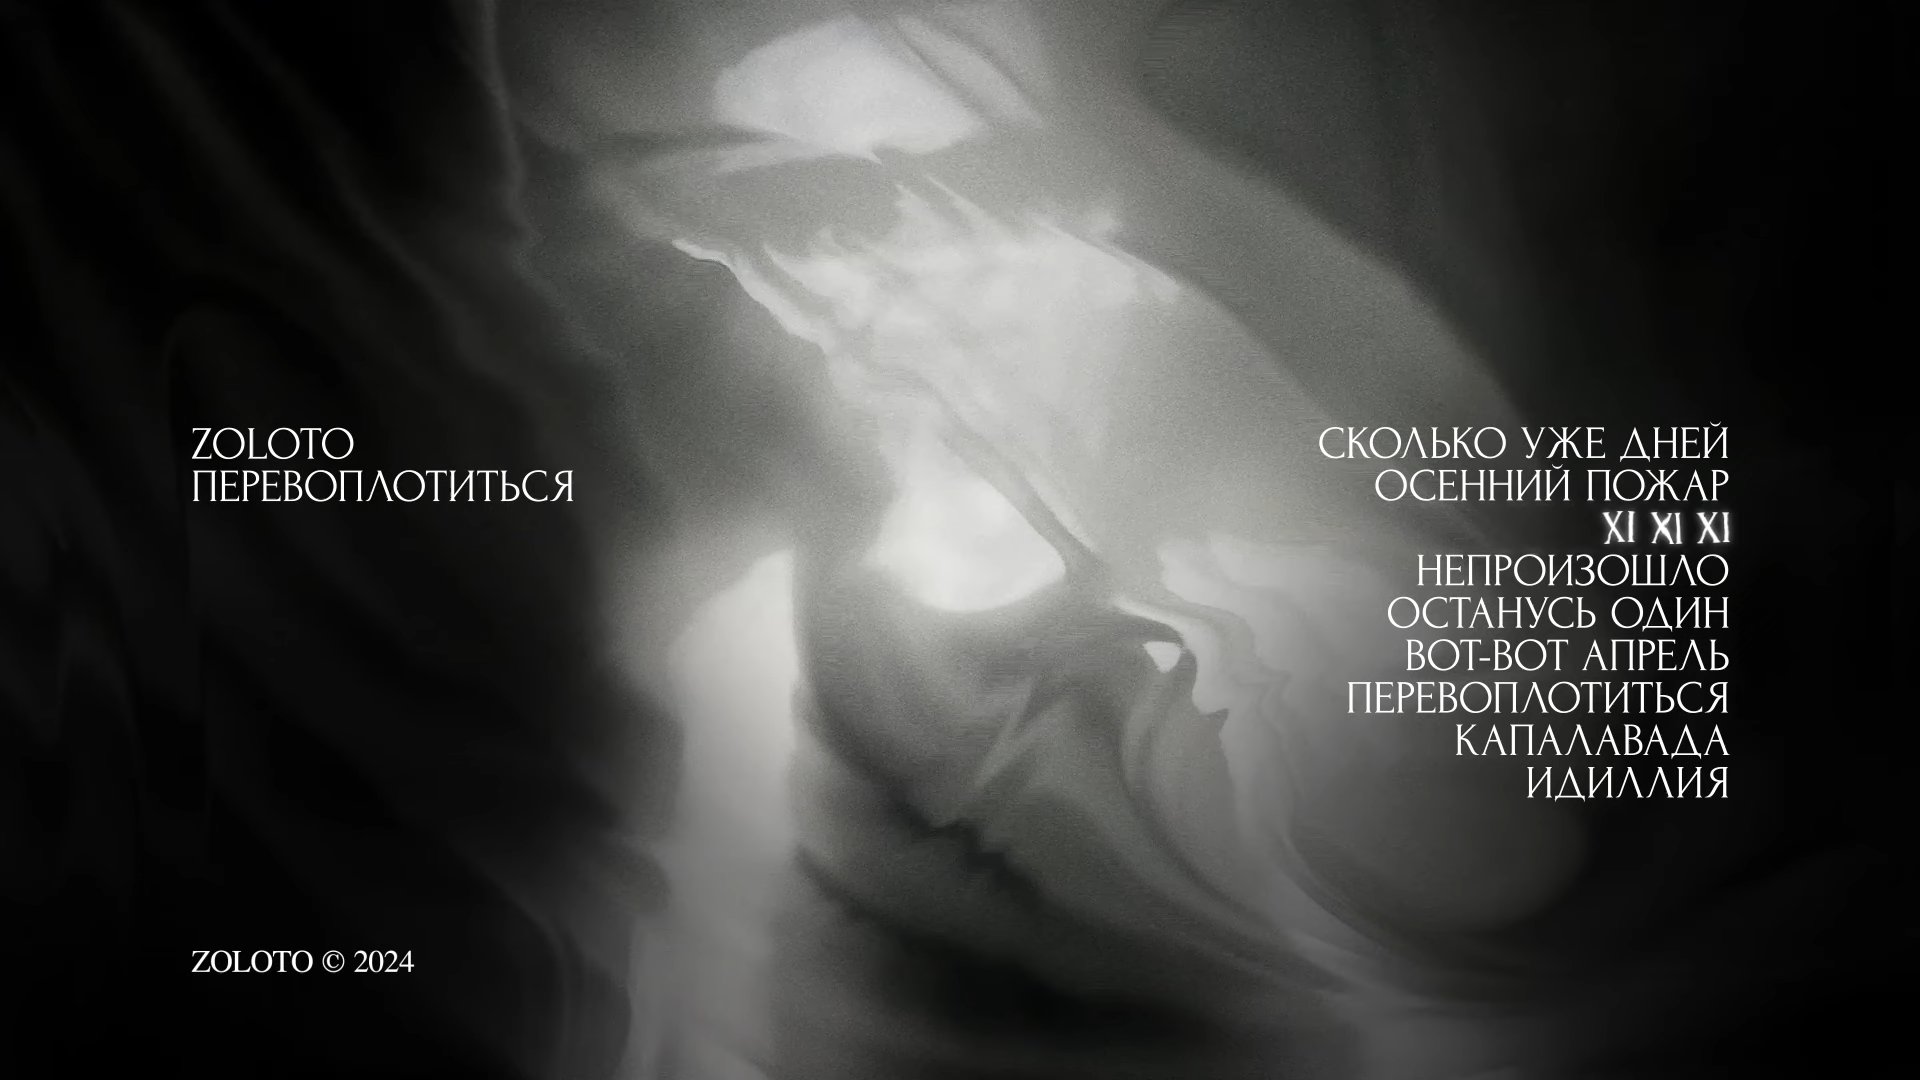 ZOLOTO
ПЕРЕВОПЛОТИТЬСЯ
СКОЛЬКО УЖЕ ДНЕЙ
ОСЕННИЙ ПОЖАР
XI XI XI
НЕПРОИЗОШЛО
ОСТАНУСЬ ОДИН
ВОТ-ВОТ АПРЕЛЬ
ПЕРЕВОПЛОТИТЬСЯ
КАПАЛАВАДА
ИДИЛЛИЯ
ZOLOTO © 2024